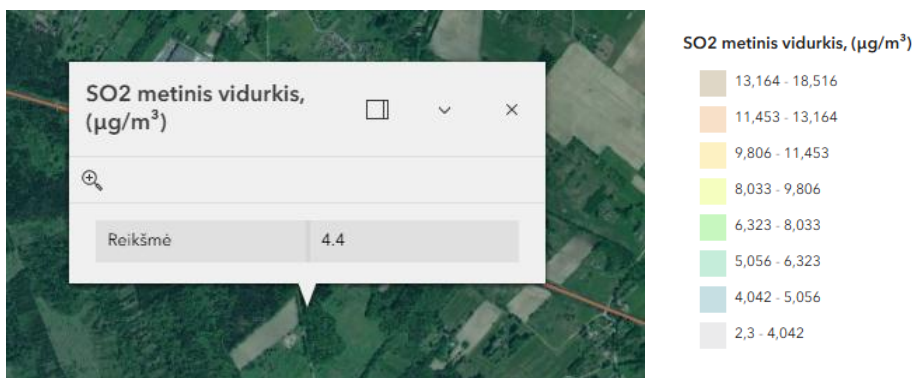 SO2 metinis vidurkis,
(µg/m³)
Reikšmė 4.4
SO2 metinis vidurkis, (µg/m³)
13,164 - 18,516
11,453 - 13,164
9,806 - 11,453
8,033 - 9,806
6,323 - 8,033
5,056 - 6,323
4,042 - 5,056
2,3 - 4,042